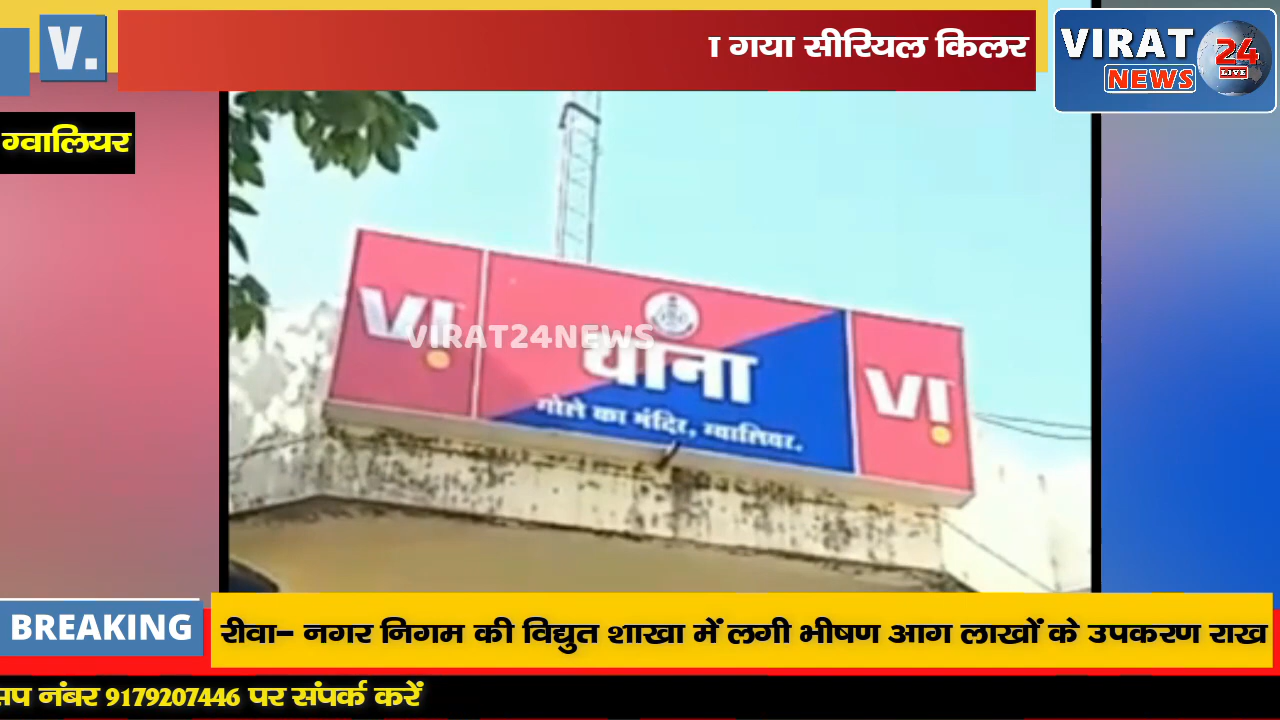 V.
गया सीरियल किलर
VIRAT
24
LIVE
NEWS
ग्वालियर
Vi
थाना
गोले का मंदिर, ग्वालियर.
Vi
VIRAT24NEWS
BREAKING
रीवा- नगर निगम की विद्युत शाखा में लगी भीषण आग लाखों के उपकरण राख
नंबर 9179207446 पर संपर्क करें